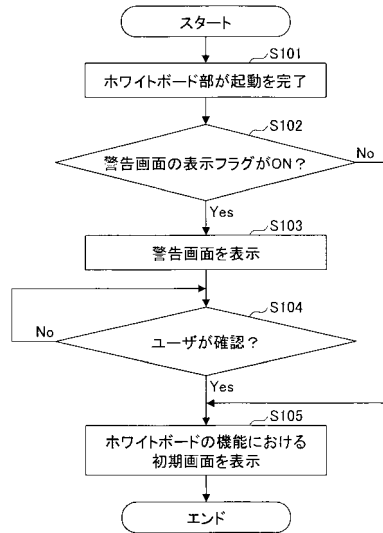 スタート
S101
ホワイトボード部が起動を完了
S102
警告画面の表示フラグがON？
No
Yes
S103
警告画面を表示
S104
No
ユーザが確認？
Yes
S105
ホワイトボードの機能における
初期画面を表示
エンド